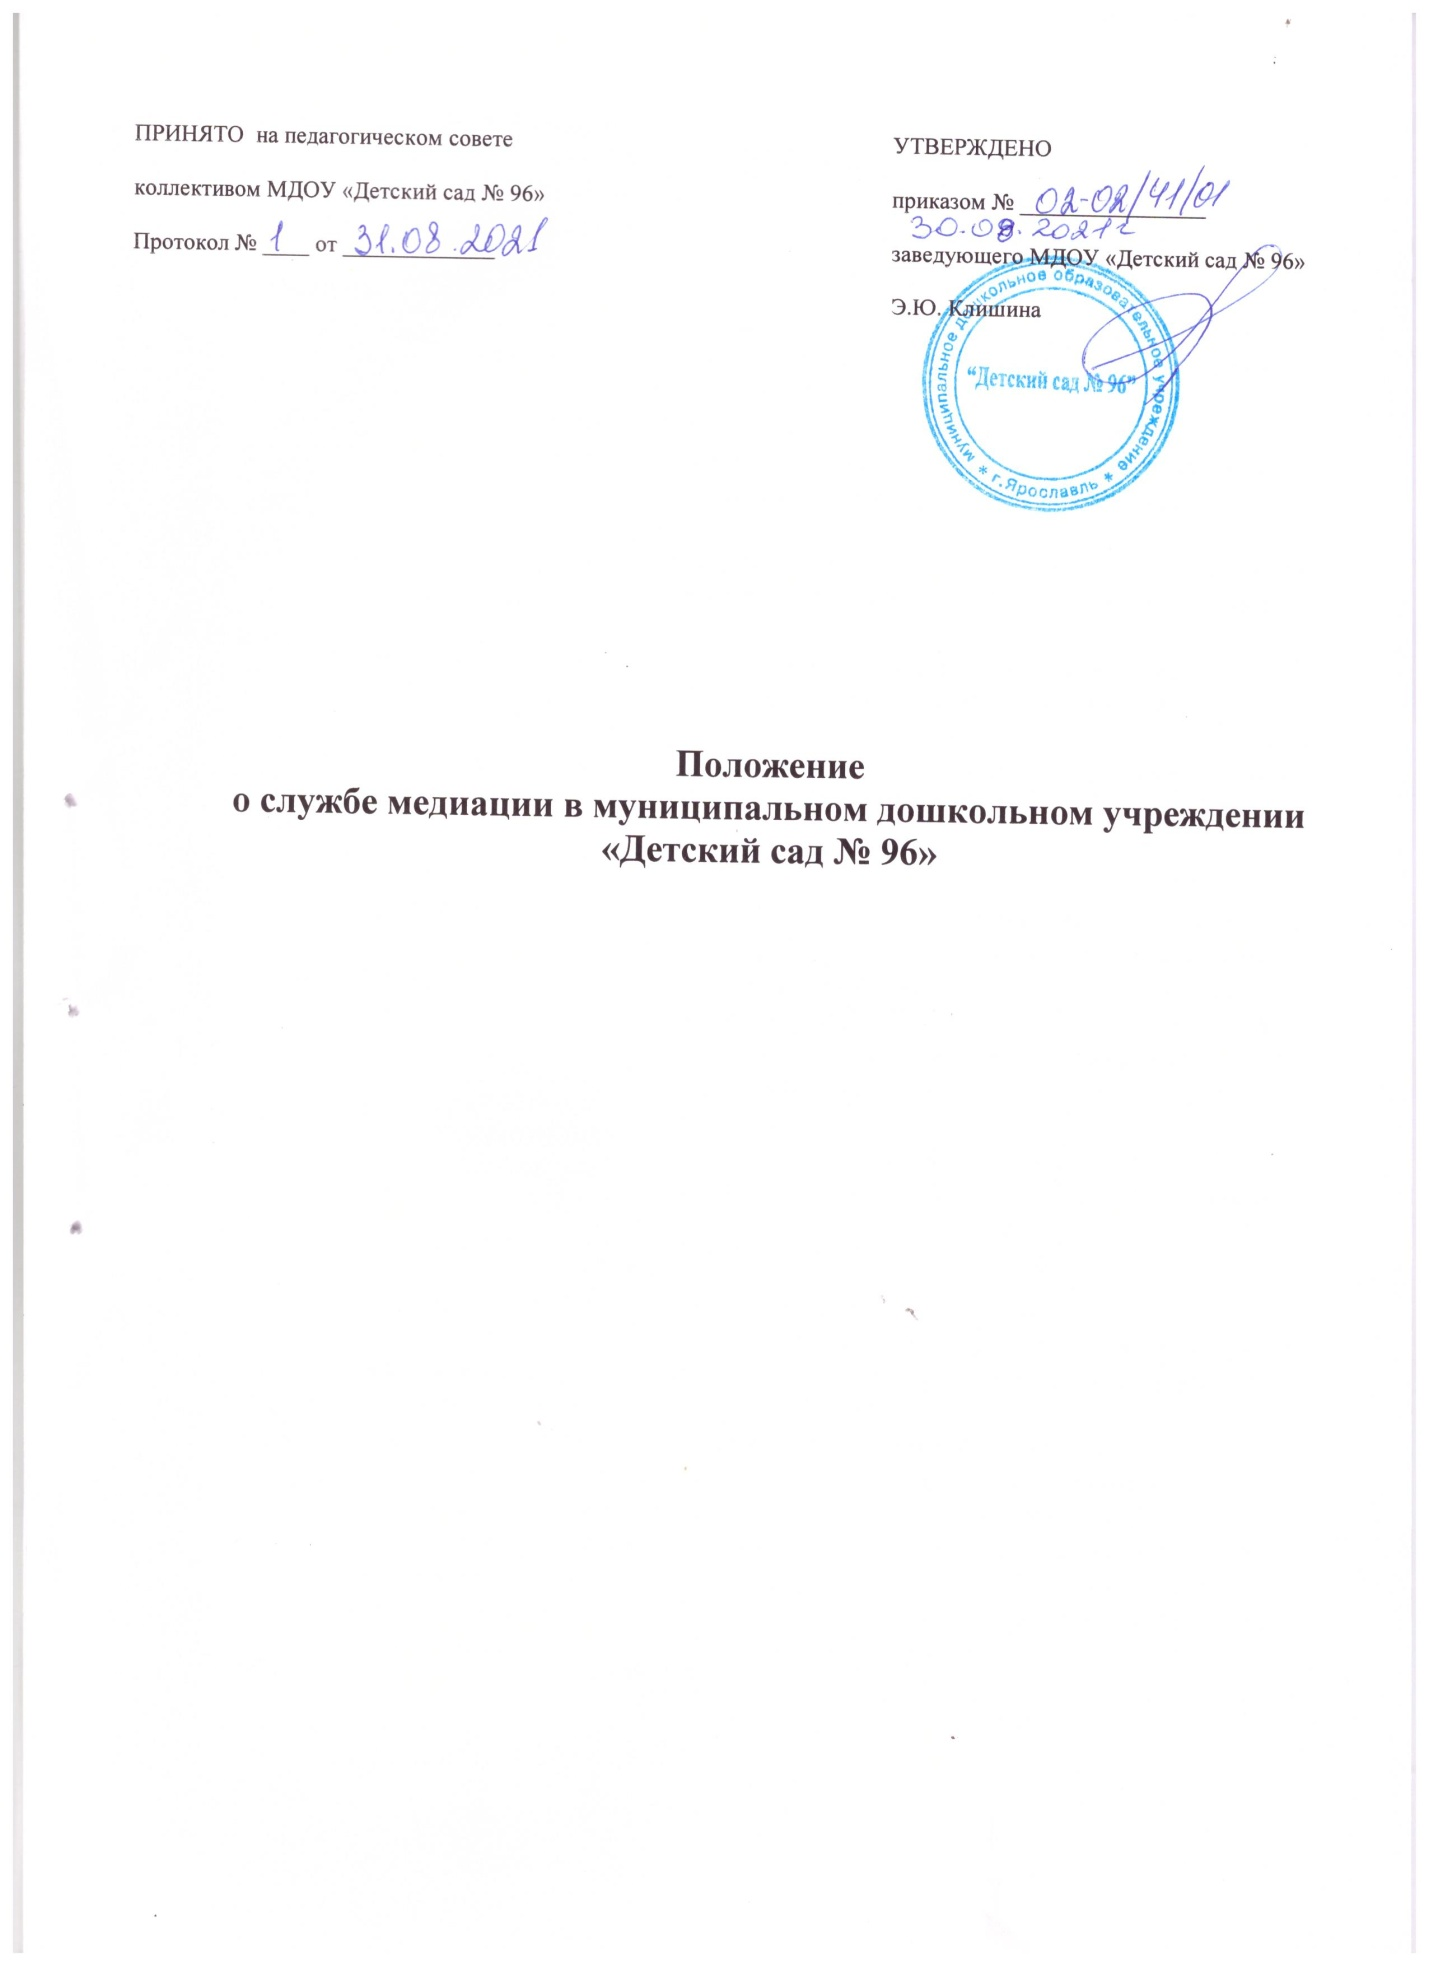 ПРИНЯТО на педагогическом совете
коллективом МДОУ «Детский сад № 96»
Протокол № 1 от 31.08.2021
УТВЕРЖДЕНО
приказом № 02-02/41/01
30.08.2021г
заведующего МДОУ «Детский сад № 96»
Э.Ю. Клишина
муниципальное дошкольное образовательное учреждение
* г.Ярославль *
“Детский сад № 96”
Положение
о службе медиации в муниципальном дошкольном учреждении
«Детский сад № 96»